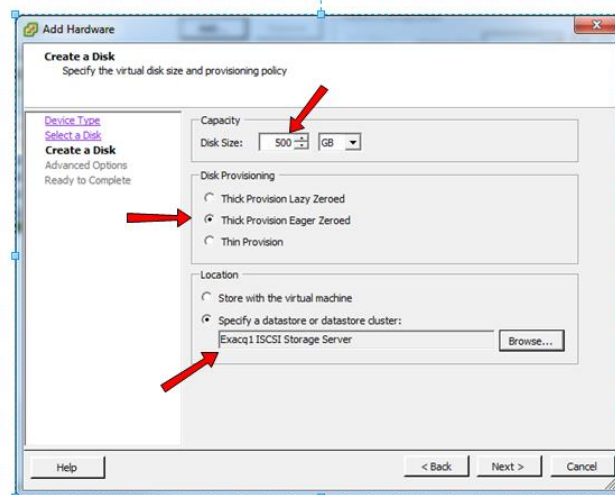 Add Hardware
Create a Disk
Specify the virtual disk size and provisioning policy
Device Type
Select a Disk
Create a Disk
Advanced Options
Ready to Complete
Capacity
Disk Size: 500 GB
Disk Provisioning
Thick Provision Lazy Zeroed
Thick Provision Eager Zeroed
Thin Provision
Location
Store with the virtual machine
Specify a datastore or datastore cluster:
Exacq1 ISCSI Storage Server
Browse...
Help
< Back
Next >
Cancel